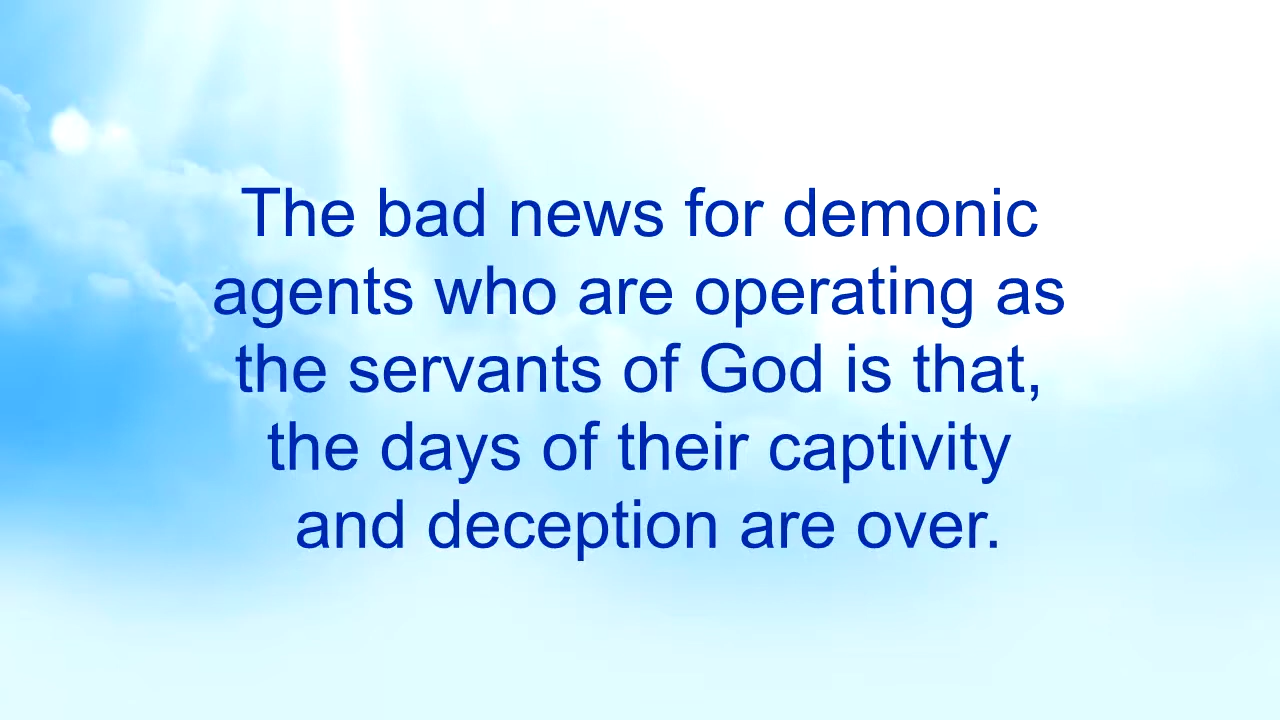 The bad news for demonic
agents who are operating as
the servants of God is that,
the days of their captivity
and deception are over.